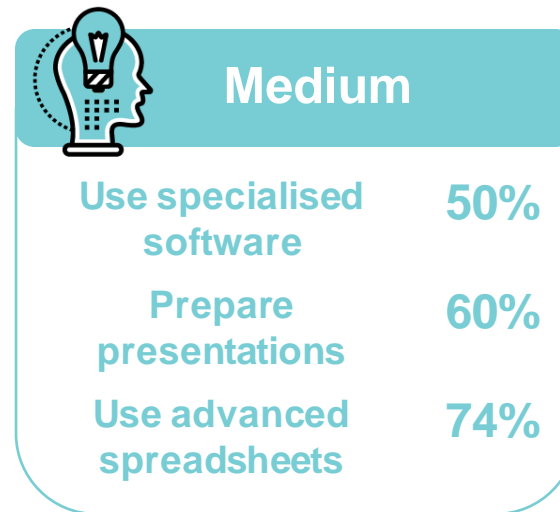 Medium
Use specialised 50%
software
Prepare 60%
presentations
Use advanced 74%
spreadsheets